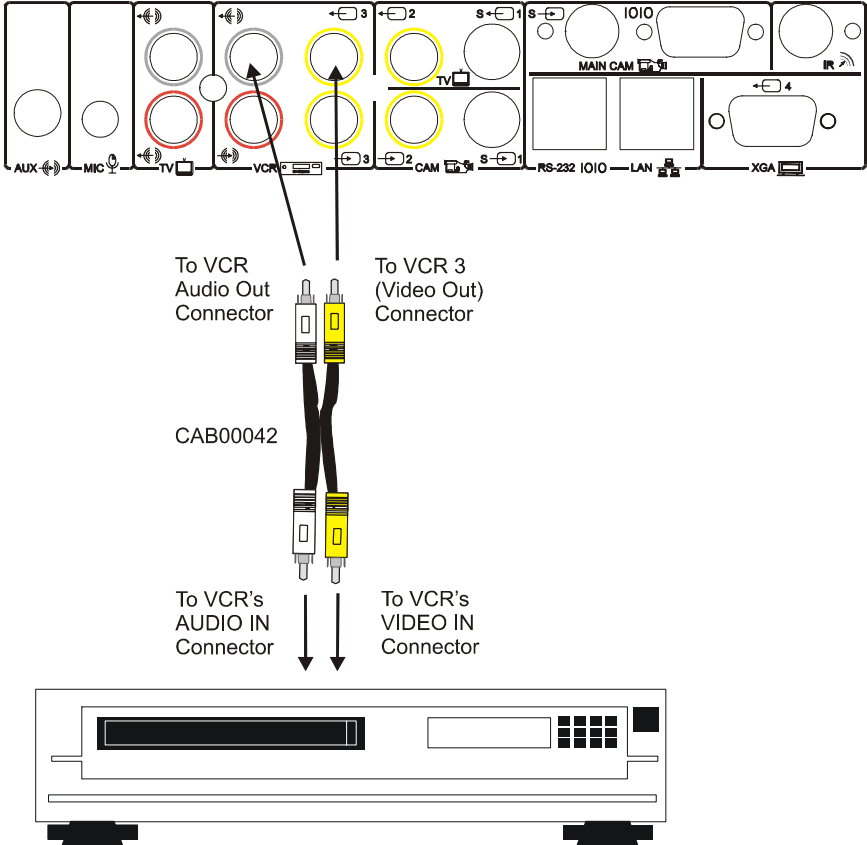 3
2
S 1
S
IOIO
TV
MAIN CAM
IR
4
AUX
MIC
TV
VCR
3
2
CAM
S 1
RS-232 IOIO
LAN
XGA
To VCR
Audio Out
Connector
To VCR 3
(Video Out)
Connector
CAB00042
To VCR's
AUDIO IN
Connector
To VCR's
VIDEO IN
Connector